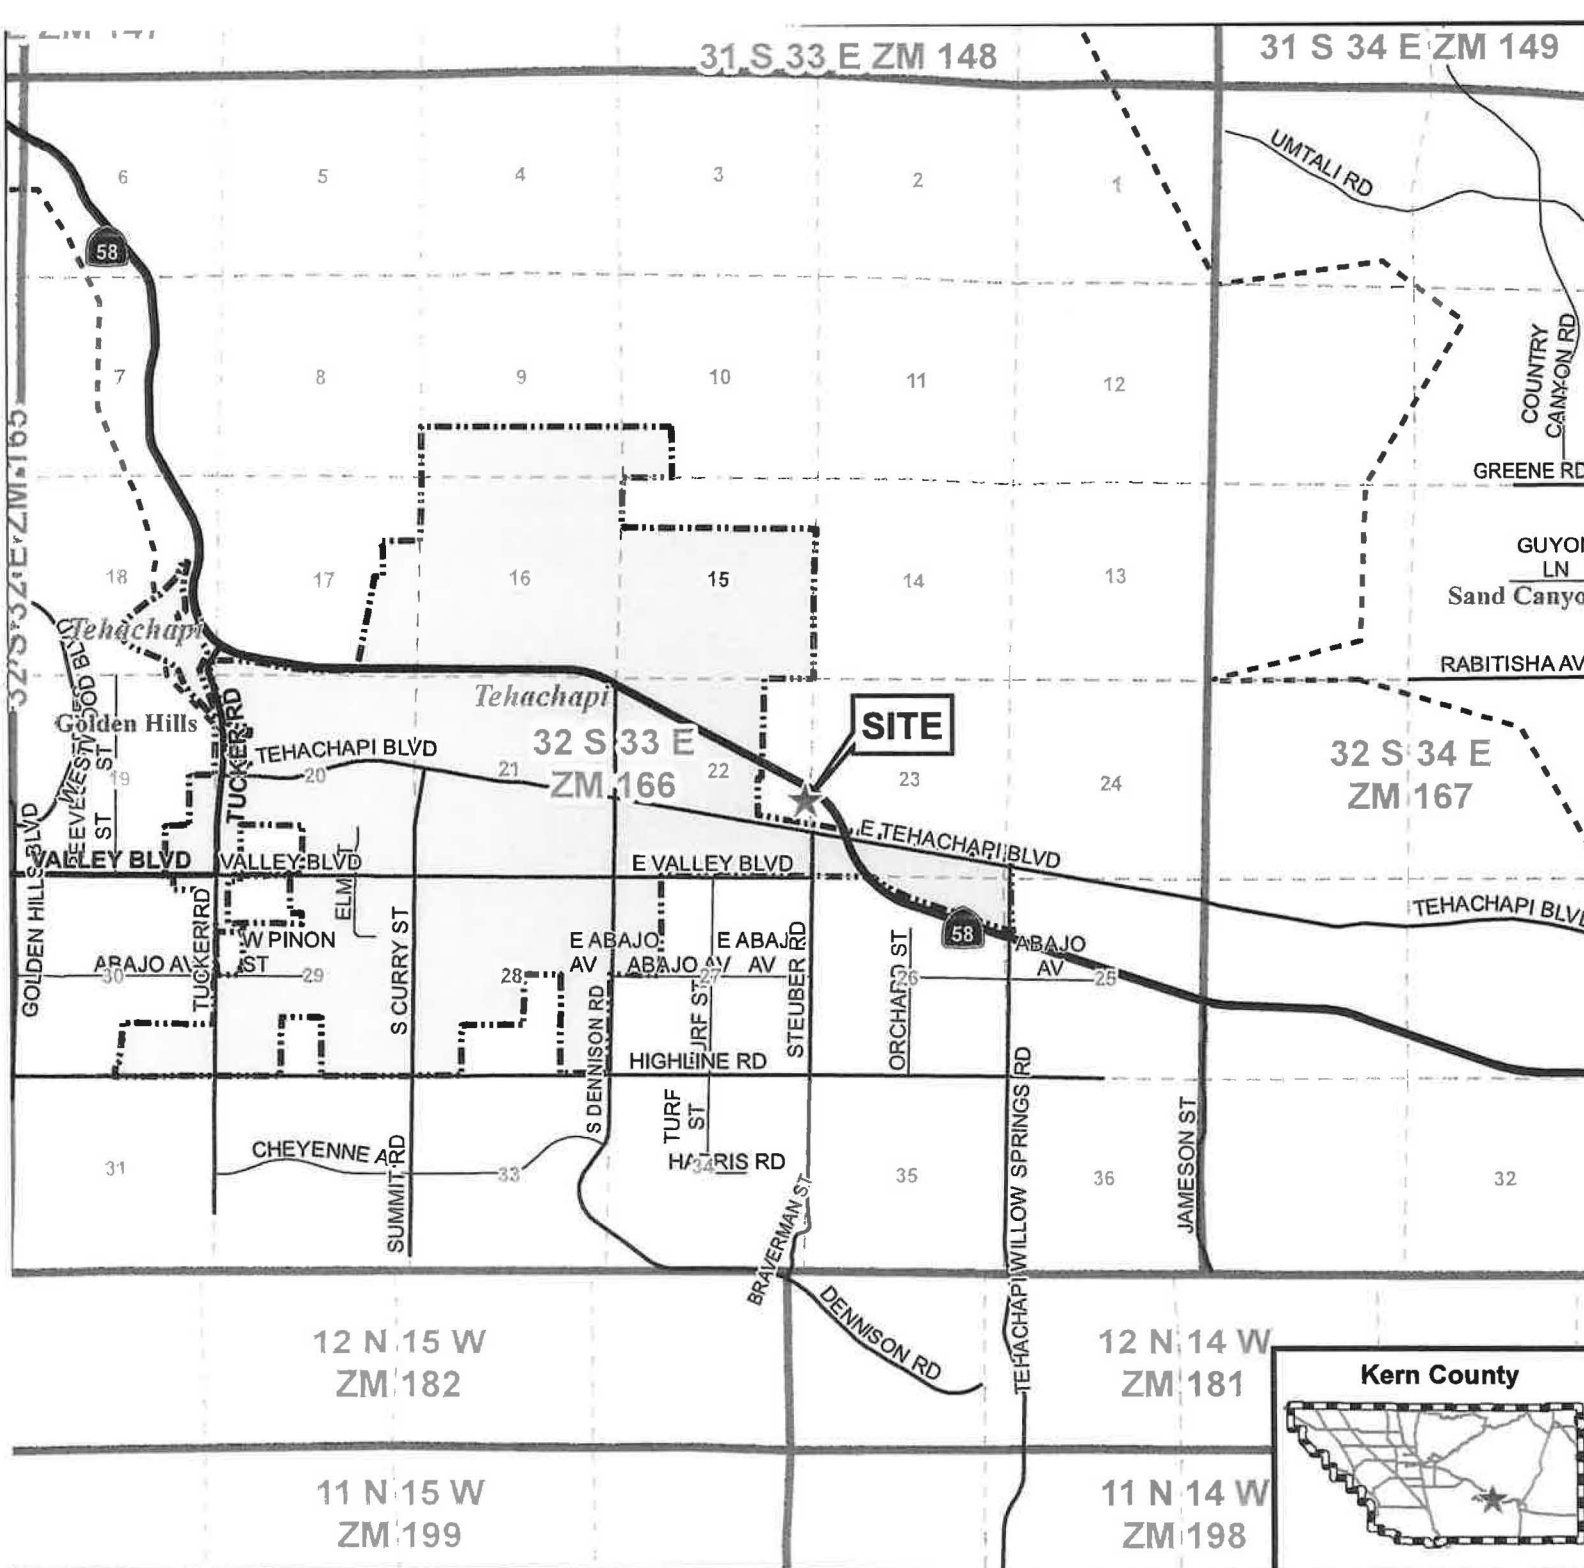 31 S 33 E ZM 148
31 S 34 E ZM 149
UMTALI RD
6
5
4
3
2
1
58
7
8
9
10
11
12
COUNTRY
CANYON RD
GREENE RD
32 S 32 E ZM 165
18
17
16
15
14
13
LN
Sand
Tehachapi
RABITISHA AV
Tehachapi
Golden Hills
WESTWOOD BLVD
ST
SITE
TUCKER RD
TEHACHAPI BLVD
32 S 33 E
ZM 166
32 S 34 E
ZM 167
19
20
21
22
23
24
ST
GOLDEN HILLS BLVD
VALLEY BLVD
VALLEY BLVD
E VALLEY BLVD
E TEHACHAPI BLVD
TEHACHAPI BLVD
S CURRY ST
58
W PINON
ST
E ABAJO
AV
E ABAJO
AV
ABAJO AV
ABAJO
AV
ABAJO AV
TUCKER RD
30
29
28
27
26
25
S DENNISON RD
STEUBER RD
ORCHARD ST
HIGHLINE RD
TURF
ST
CHEYENNE
SUMMIT RD
HARRIS RD
31
33
34
35
36
32
TEHACHAPI WILLOW SPRINGS RD
JAMESON ST
BRAVERMAN ST
DENNISON RD
12 N 15 W
ZM 182
12 N 14 W
ZM 181
11 N 15 W
ZM 199
11 N 14 W
ZM 198
Kern County